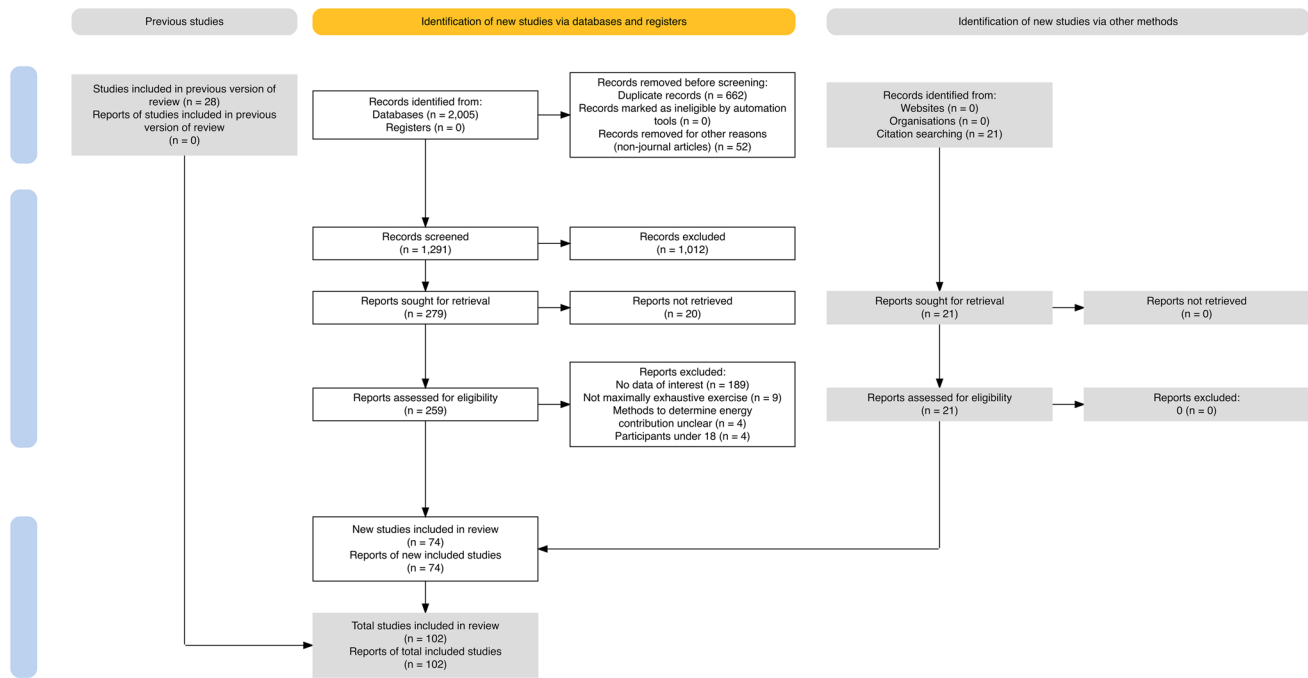 Previous studies
Identification of new studies via databases and registers
Identification of new studies via other methods
Studies included in previous version of
review (n = 28)
Reports of studies included in previous
version of review
(n = 0)
Records identified from:
Databases (n = 2,005)
Registers (n = 0)
Records removed before screening:
Duplicate records (n = 662)
Records marked as ineligible by automation
tools (n = 0)
Records removed for other reasons
(non-journal articles) (n = 52)
Records identified from:
Websites (n = 0)
Organisations (n = 0)
Citation searching (n = 21)
Records screened
(n = 1,291)
Records excluded
(n = 1,012)
Reports sought for retrieval
(n = 279)
Reports not retrieved
(n = 20)
Reports sought for retrieval
(n = 21)
Reports not retrieved
(n = 0)
Reports assessed for eligibility
(n = 259)
Reports excluded:
No data of interest (n = 189)
Not maximally exhaustive exercise (n = 9)
Methods to determine energy
contribution unclear (n = 4)
Participants under 18 (n = 4)
Reports assessed for eligibility
(n = 21)
Reports excluded:
0 (n = 0)
New studies included in review
(n = 74)
Reports of new included studies
(n = 74)
Total studies included in review
(n = 102)
Reports of total included studies
(n = 102)